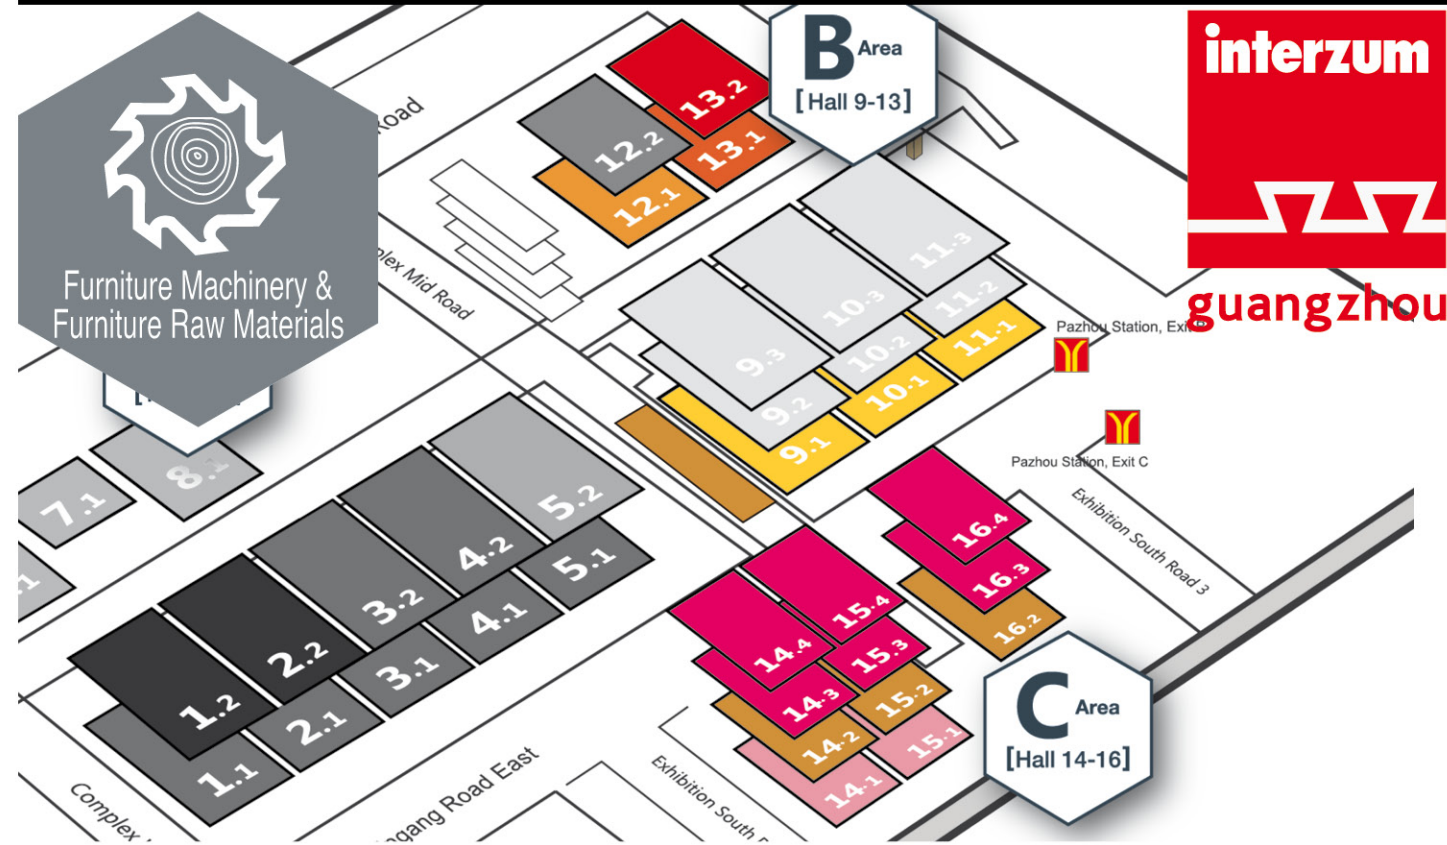 B Area
[Hall 9-13]
interzum
guangzhou
Furniture Machinery &
Furniture Raw Materials
Road
Mid Road
13.2
13.1
12.2
12.1
11.3
11.2
11.1
10.3
10.2
10.1
9.3
9.2
9.1
Pazhou Station,
Pazhou Station, Exit C
Exhibition South Road 3
8.1
7.1
5.2
5.1
4.2
4.1
3.2
3.1
2.2
2.1
1.2
1.1
16.4
16.3
16.2
15.4
15.3
15.2
15.1
14.4
14.3
14.2
14.1
C Area
[Hall 14-16]
Complex
Road East
Exhibition South